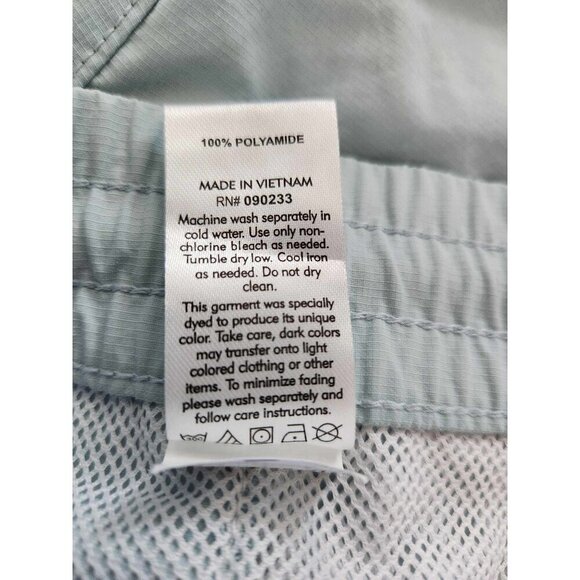 100% POLYAMIDE
MADE IN VIETNAM
RN# 090233
Machine wash separately in
cold water. Use only non-
chlorine bleach as needed.
Tumble dry low. Cool iron
as needed. Do not dry
clean.
This garment was specially
dyed to produce its unique
color. Take care, dark colors
may transfer onto light
colored clothing or other
items. To minimize fading
please wash separately and
follow care instructions.